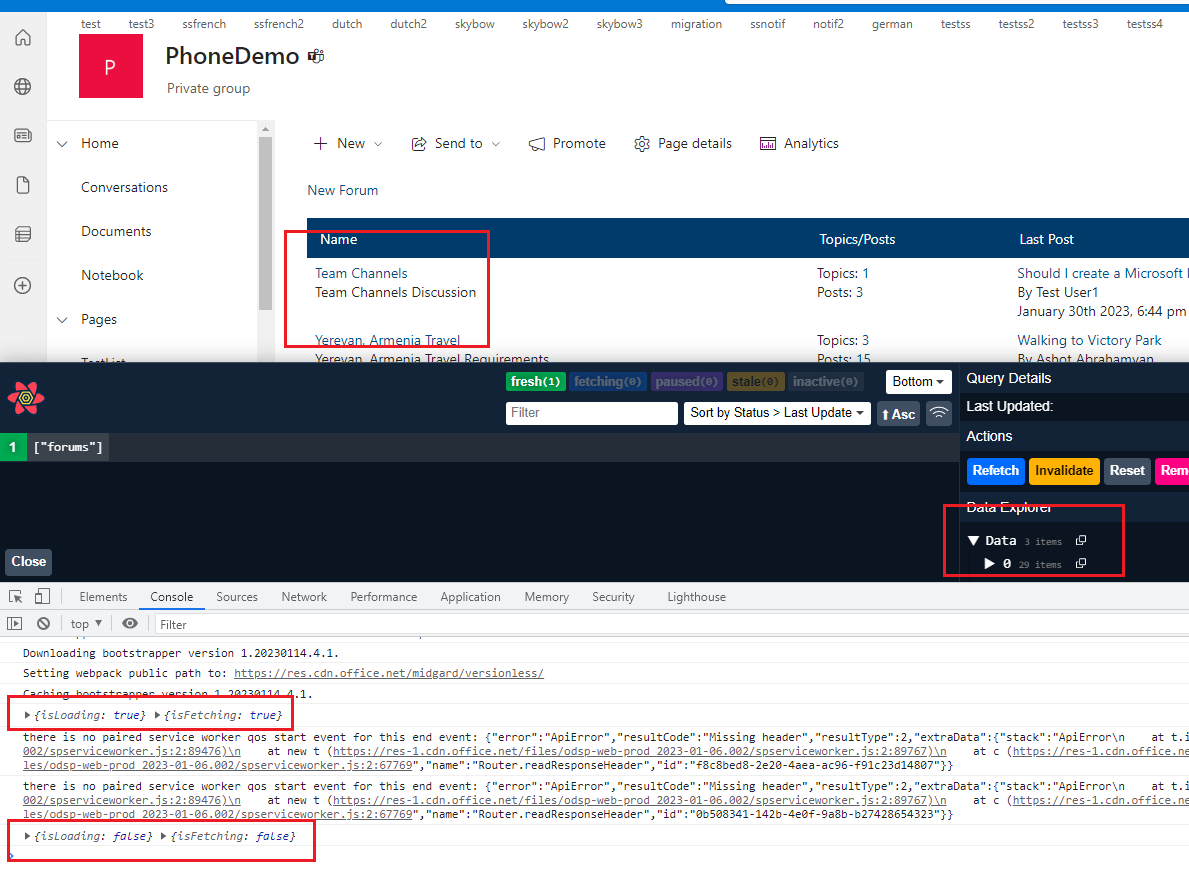 test test3 ssfrench ssfrench2 dutch dutch2 skybow skybow2 skybow3 migration ssnotif notif2 german testss testss2 testss3 testss4
P
PhoneDemo
Private group
Home
Conversations
Documents
Notebook
Pages
TestList
New Send to Promote Page details Analytics
New Forum
Name Topics/Posts Last Post
Team Channels Topics: 1 Should I create a Microsoft
Team Channels Discussion Posts: 3 By Test User1
January 30th 2023, 6:44 pm
Yerevan, Armenia Travel Topics: 3 Walking to Victory Park
Yerevan, Armenia Travel Requirements Posts: 15 By Ashot Abrahamyan
fresh(1) fetching(0) paused(0) stale(0) inactive(0) Bottom
Filter Sort by Status > Last Update Asc
1 ["forums"]
Close
Query Details
Last Updated:
Actions
Refetch Invalidate Reset Rem
Data Explorer
Data 3 items
0 29 items
Elements Console Sources Network Performance Application Memory Security Lighthouse
top Filter
Downloading bootstrapper version 1.20230114.4.1.
Setting webpack public path to: https://res.cdn.office.net/midgard/versionless/
Caching bootstrapper version 1.20230114.4.1.
{isLoading: true} {isFetching: true}
there is no paired service worker qos start event for this end event: {"error":"ApiError","resultCode":"Missing header","resultType":2,"extraData":{"stack":"ApiError\n at t.i
002/spserviceworker.js:2:89476)\n at new t (https://res-1.cdn.office.net/files/odsp-web-prod_2023-01-06.002/spserviceworker.js:2:89767)\n at c (https://res-1.cdn.office.ne
les/odsp-web-prod_2023-01-06.002/spserviceworker.js:2:67769","name":"Router.readResponseHeader","id":"f8c8bed8-2e20-4aea-ac96-f91c23d14807"}}
there is no paired service worker qos start event for this end event: {"error":"ApiError","resultCode":"Missing header","resultType":2,"extraData":{"stack":"ApiError\n at t.i
002/spserviceworker.js:2:89476)\n at new t (https://res-1.cdn.office.net/files/odsp-web-prod_2023-01-06.002/spserviceworker.js:2:89767)\n at c (https://res-1.cdn.office.ne
les/odsp-web-prod_2023-01-06.002/spserviceworker.js:2:67769","name":"Router.readResponseHeader","id":"0b508341-142b-4e0f-9a8b-b27428654323"}}
{isLoading: false} {isFetching: false}